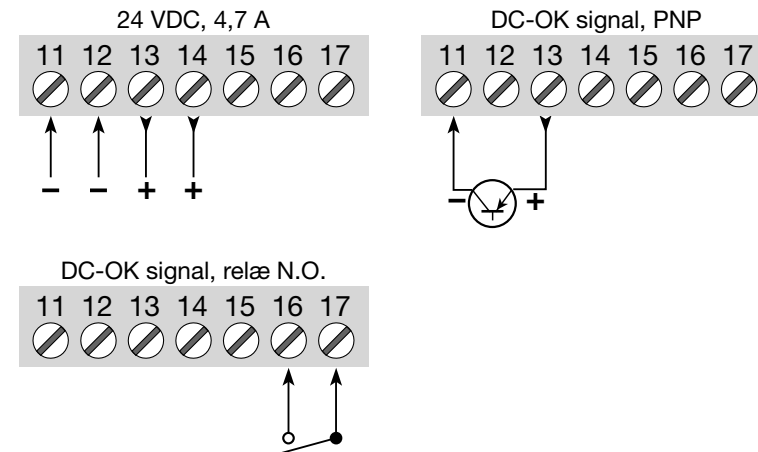 24 VDC, 4,7 A
11 12 13 14 15 16 17
− − + +
DC-OK signal, PNP
11 12 13 14 15 16 17
− +
DC-OK signal, relæ N.O.
11 12 13 14 15 16 17